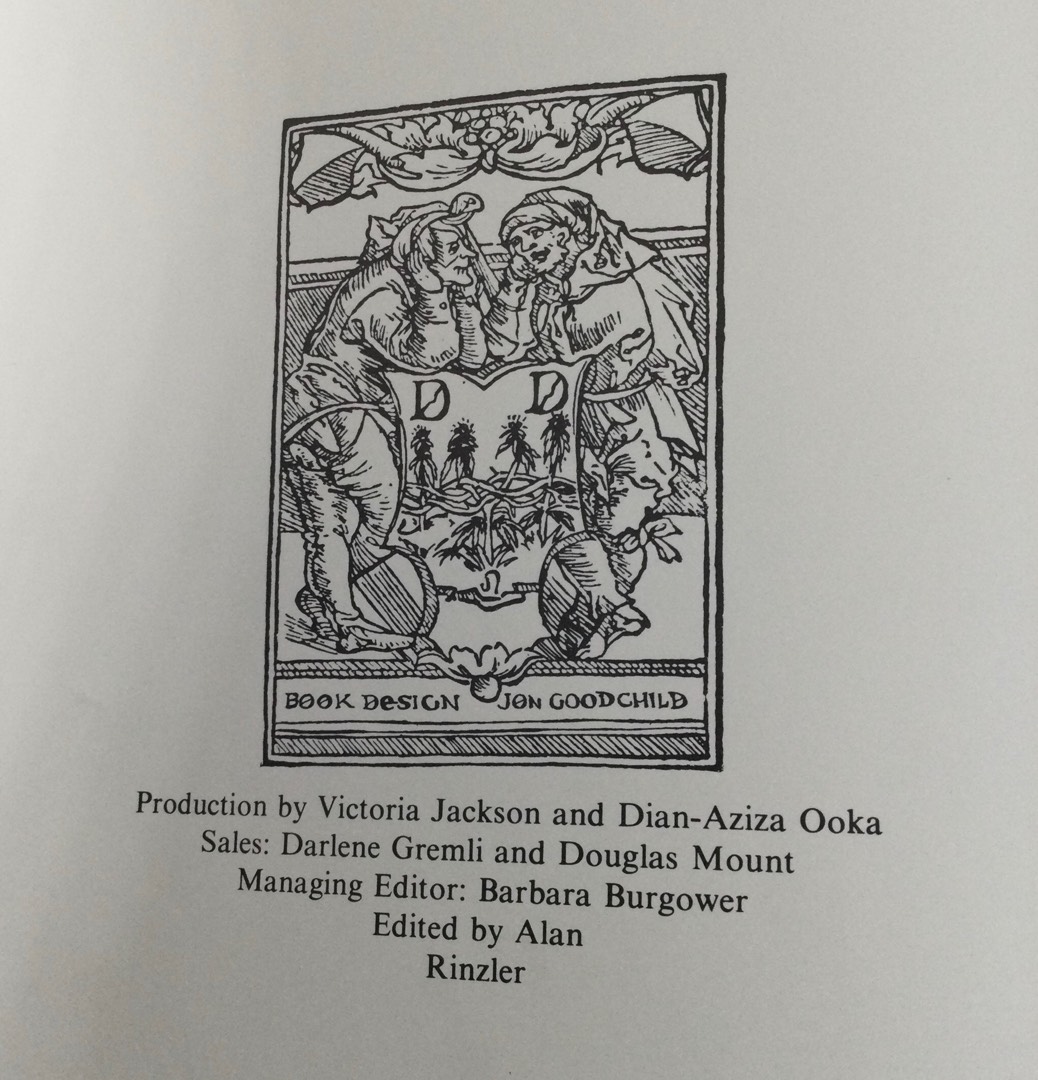 D D
BOOK DeSIGN JON GOODCHILD
Production by Victoria Jackson and Dian-Aziza Ooka
Sales: Darlene Gremli and Douglas Mount
Managing Editor: Barbara Burgower
Edited by Alan
Rinzler